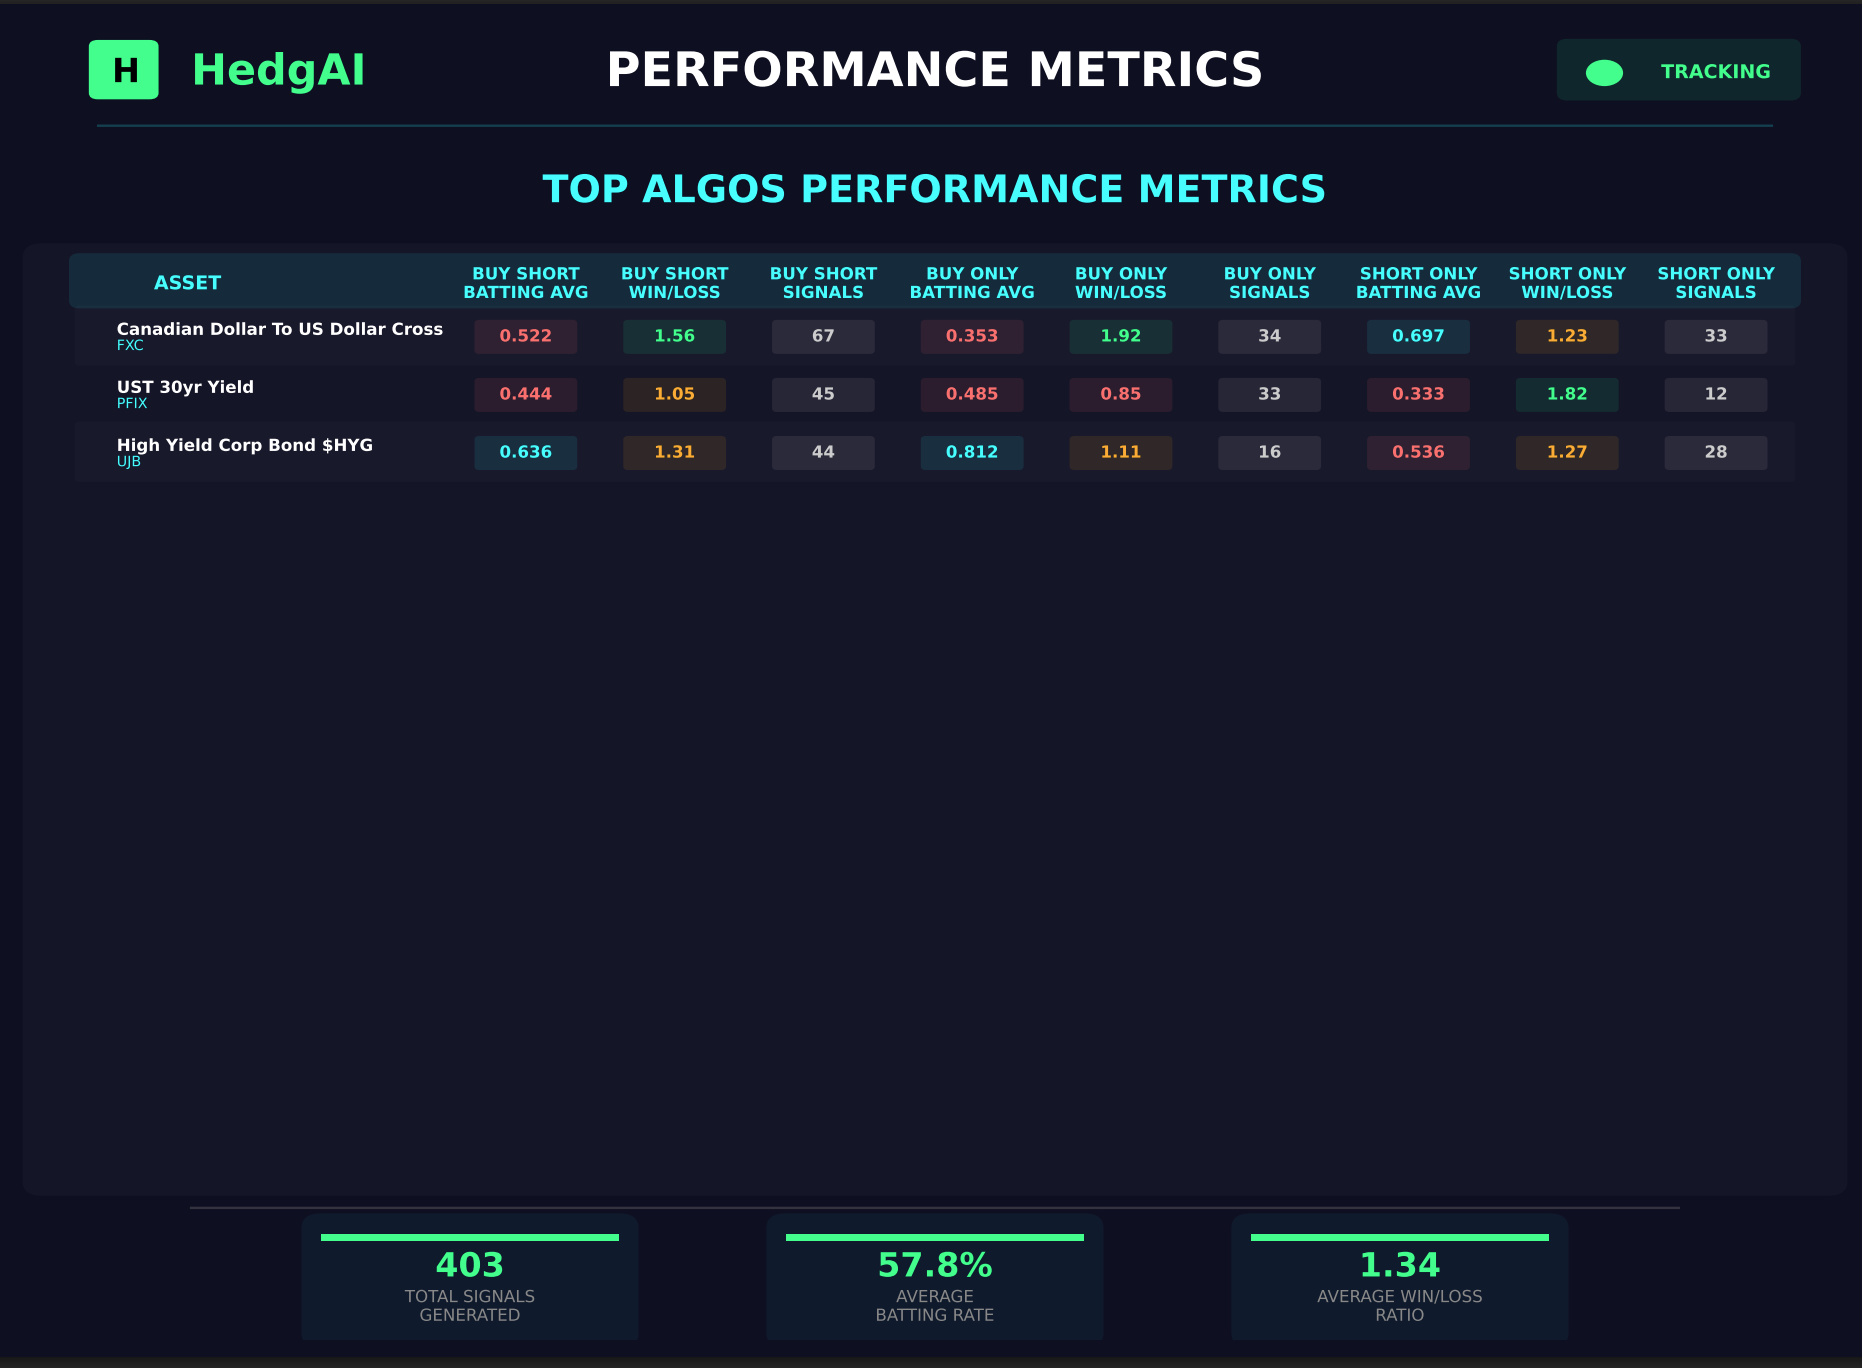 H HedgAI PERFORMANCE METRICS TRACKING
TOP ALGOS PERFORMANCE METRICS
ASSET
BUY SHORT BATTING AVG
BUY SHORT WIN/LOSS
BUY SHORT SIGNALS
BUY ONLY BATTING AVG
BUY ONLY WIN/LOSS
BUY ONLY SIGNALS
SHORT ONLY BATTING AVG
SHORT ONLY WIN/LOSS
SHORT ONLY SIGNALS
Canadian Dollar To US Dollar Cross
FXC
0.522 1.56 67 0.353 1.92 34 0.697 1.23 33
UST 30yr Yield
PFIX
0.444 1.05 45 0.485 0.85 33 0.333 1.82 12
High Yield Corp Bond $HYG
UJB
0.636 1.31 44 0.812 1.11 16 0.536 1.27 28
403
TOTAL SIGNALS
GENERATED
57.8%
AVERAGE
BATTING RATE
1.34
AVERAGE WIN/LOSS
RATIO